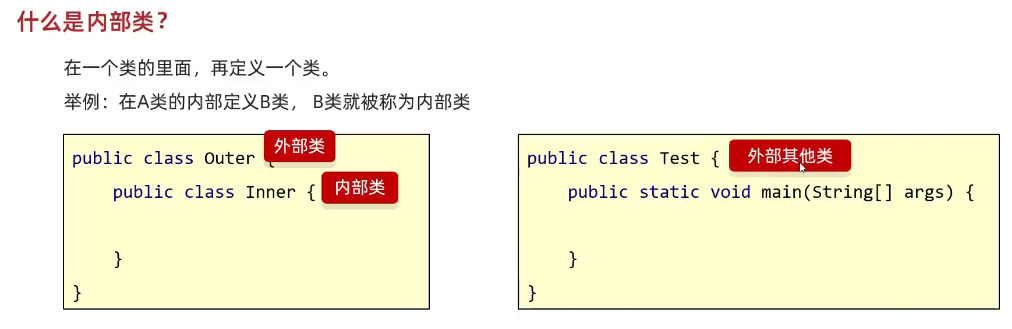 什么是内部类？
在一个类的里面，再定义一个类。
举例：在A类的内部定义B类， B类就被称为内部类
public class Outer {
外部类
public class Inner {
内部类
}
}
public class Test {
外部其他类
public static void main(String[] args) {
}
}